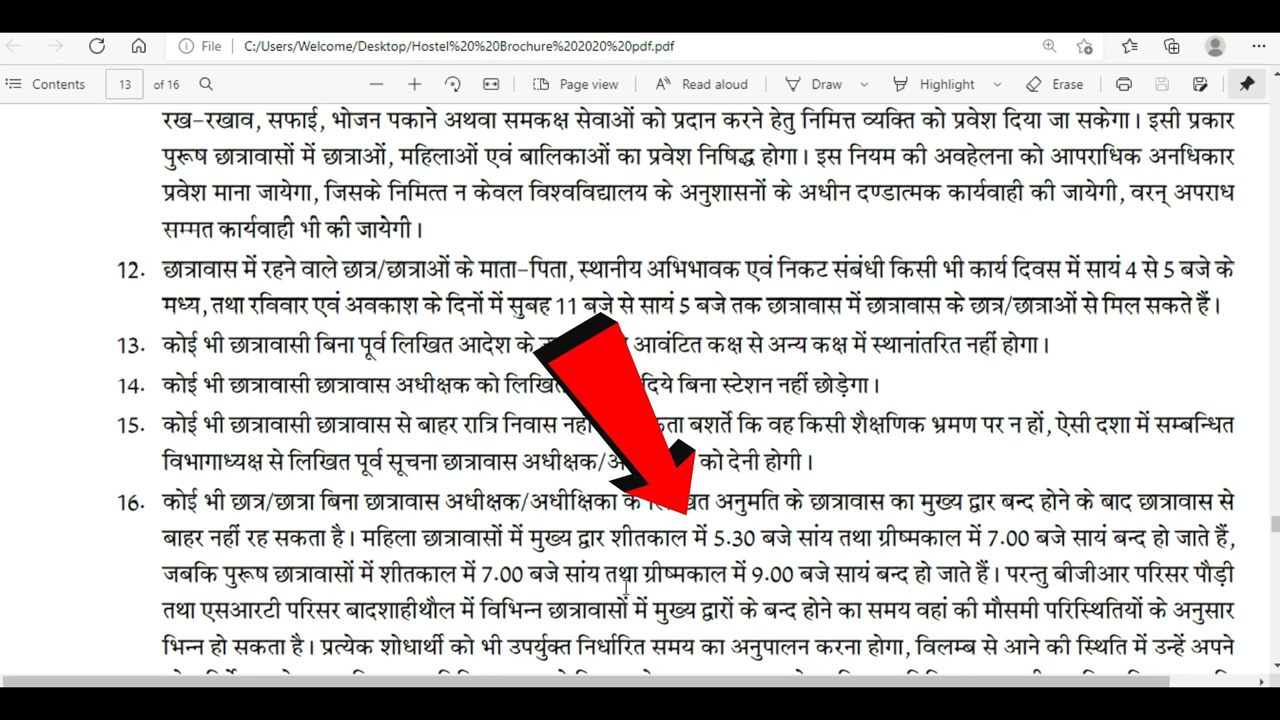 File C:/Users/Welcome/Desktop/Hostel%20%20Brochure%202020%20pdf.pdf
Contents 13 of 16 Page view Read aloud Draw Highlight Erase
रख-रखाव, सफाई, भोजन पकाने अथवा समकक्ष सेवाओं को प्रदान करने हेतु निमित्त व्यक्ति को प्रवेश दिया जा सकेगा। इसी प्रकार
पुरूष छात्रावासों में छात्राओं, महिलाओं एवं बालिकाओं का प्रवेश निषिद्ध होगा। इस नियम की अवहेलना को आपराधिक अनधिकार
प्रवेश माना जायेगा, जिसके निमित्त न केवल विश्वविद्यालय के अनुशासनों के अधीन दण्डात्मक कार्यवाही की जायेगी, वरन् अपराध
सम्मत कार्यवाही भी की जायेगी।
12. छात्रावास में रहने वाले छात्र/छात्राओं के माता-पिता, स्थानीय अभिभावक एवं निकट संबंधी किसी भी कार्य दिवस में सायं 4 से 5 बजे के
मध्य, तथा रविवार एवं अवकाश के दिनों में सुबह 11 बजे से सायं 5 बजे तक छात्रावास में छात्रावास के छात्र/छात्राओं से मिल सकते हैं।
13. कोई भी छात्रावासी बिना पूर्व लिखित आदेश के आवंटित कक्ष से अन्य कक्ष में स्थानांतरित नहीं होगा।
14. कोई भी छात्रावासी छात्रावास अधीक्षक को लिखित दिये बिना स्टेशन नहीं छोड़ेगा।
15. कोई भी छात्रावासी छात्रावास से बाहर रात्रि निवास नहीं बशर्ते कि वह किसी शैक्षणिक भ्रमण पर न हों, ऐसी दशा में सम्बन्धित
विभागाध्यक्ष से लिखित पूर्व सूचना छात्रावास अधीक्षक/ को देनी होगी।
16. कोई भी छात्र/छात्रा बिना छात्रावास अधीक्षक/अधीक्षिका के लिखित अनुमति के छात्रावास का मुख्य द्वार बन्द होने के बाद छात्रावास से
बाहर नहीं रह सकता है। महिला छात्रावासों में मुख्य द्वार शीतकाल में 5.30 बजे सांय तथा ग्रीष्मकाल में 7.00 बजे सायं बन्द हो जाते हैं,
जबकि पुरूष छात्रावासों में शीतकाल में 7.00 बजे सांय तथा ग्रीष्मकाल में 9.00 बजे सायं बन्द हो जाते हैं। परन्तु बीजीआर परिसर पौड़ी
तथा एसआरटी परिसर बादशाहीथौल में विभिन्न छात्रावासों में मुख्य द्वारों के बन्द होने का समय वहां की मौसमी परिस्थितियों के अनुसार
भिन्न हो सकता है। प्रत्येक शोधार्थी को भी उपर्युक्त निर्धारित समय का अनुपालन करना होगा, विलम्ब से आने की स्थिति में उन्हें अपने